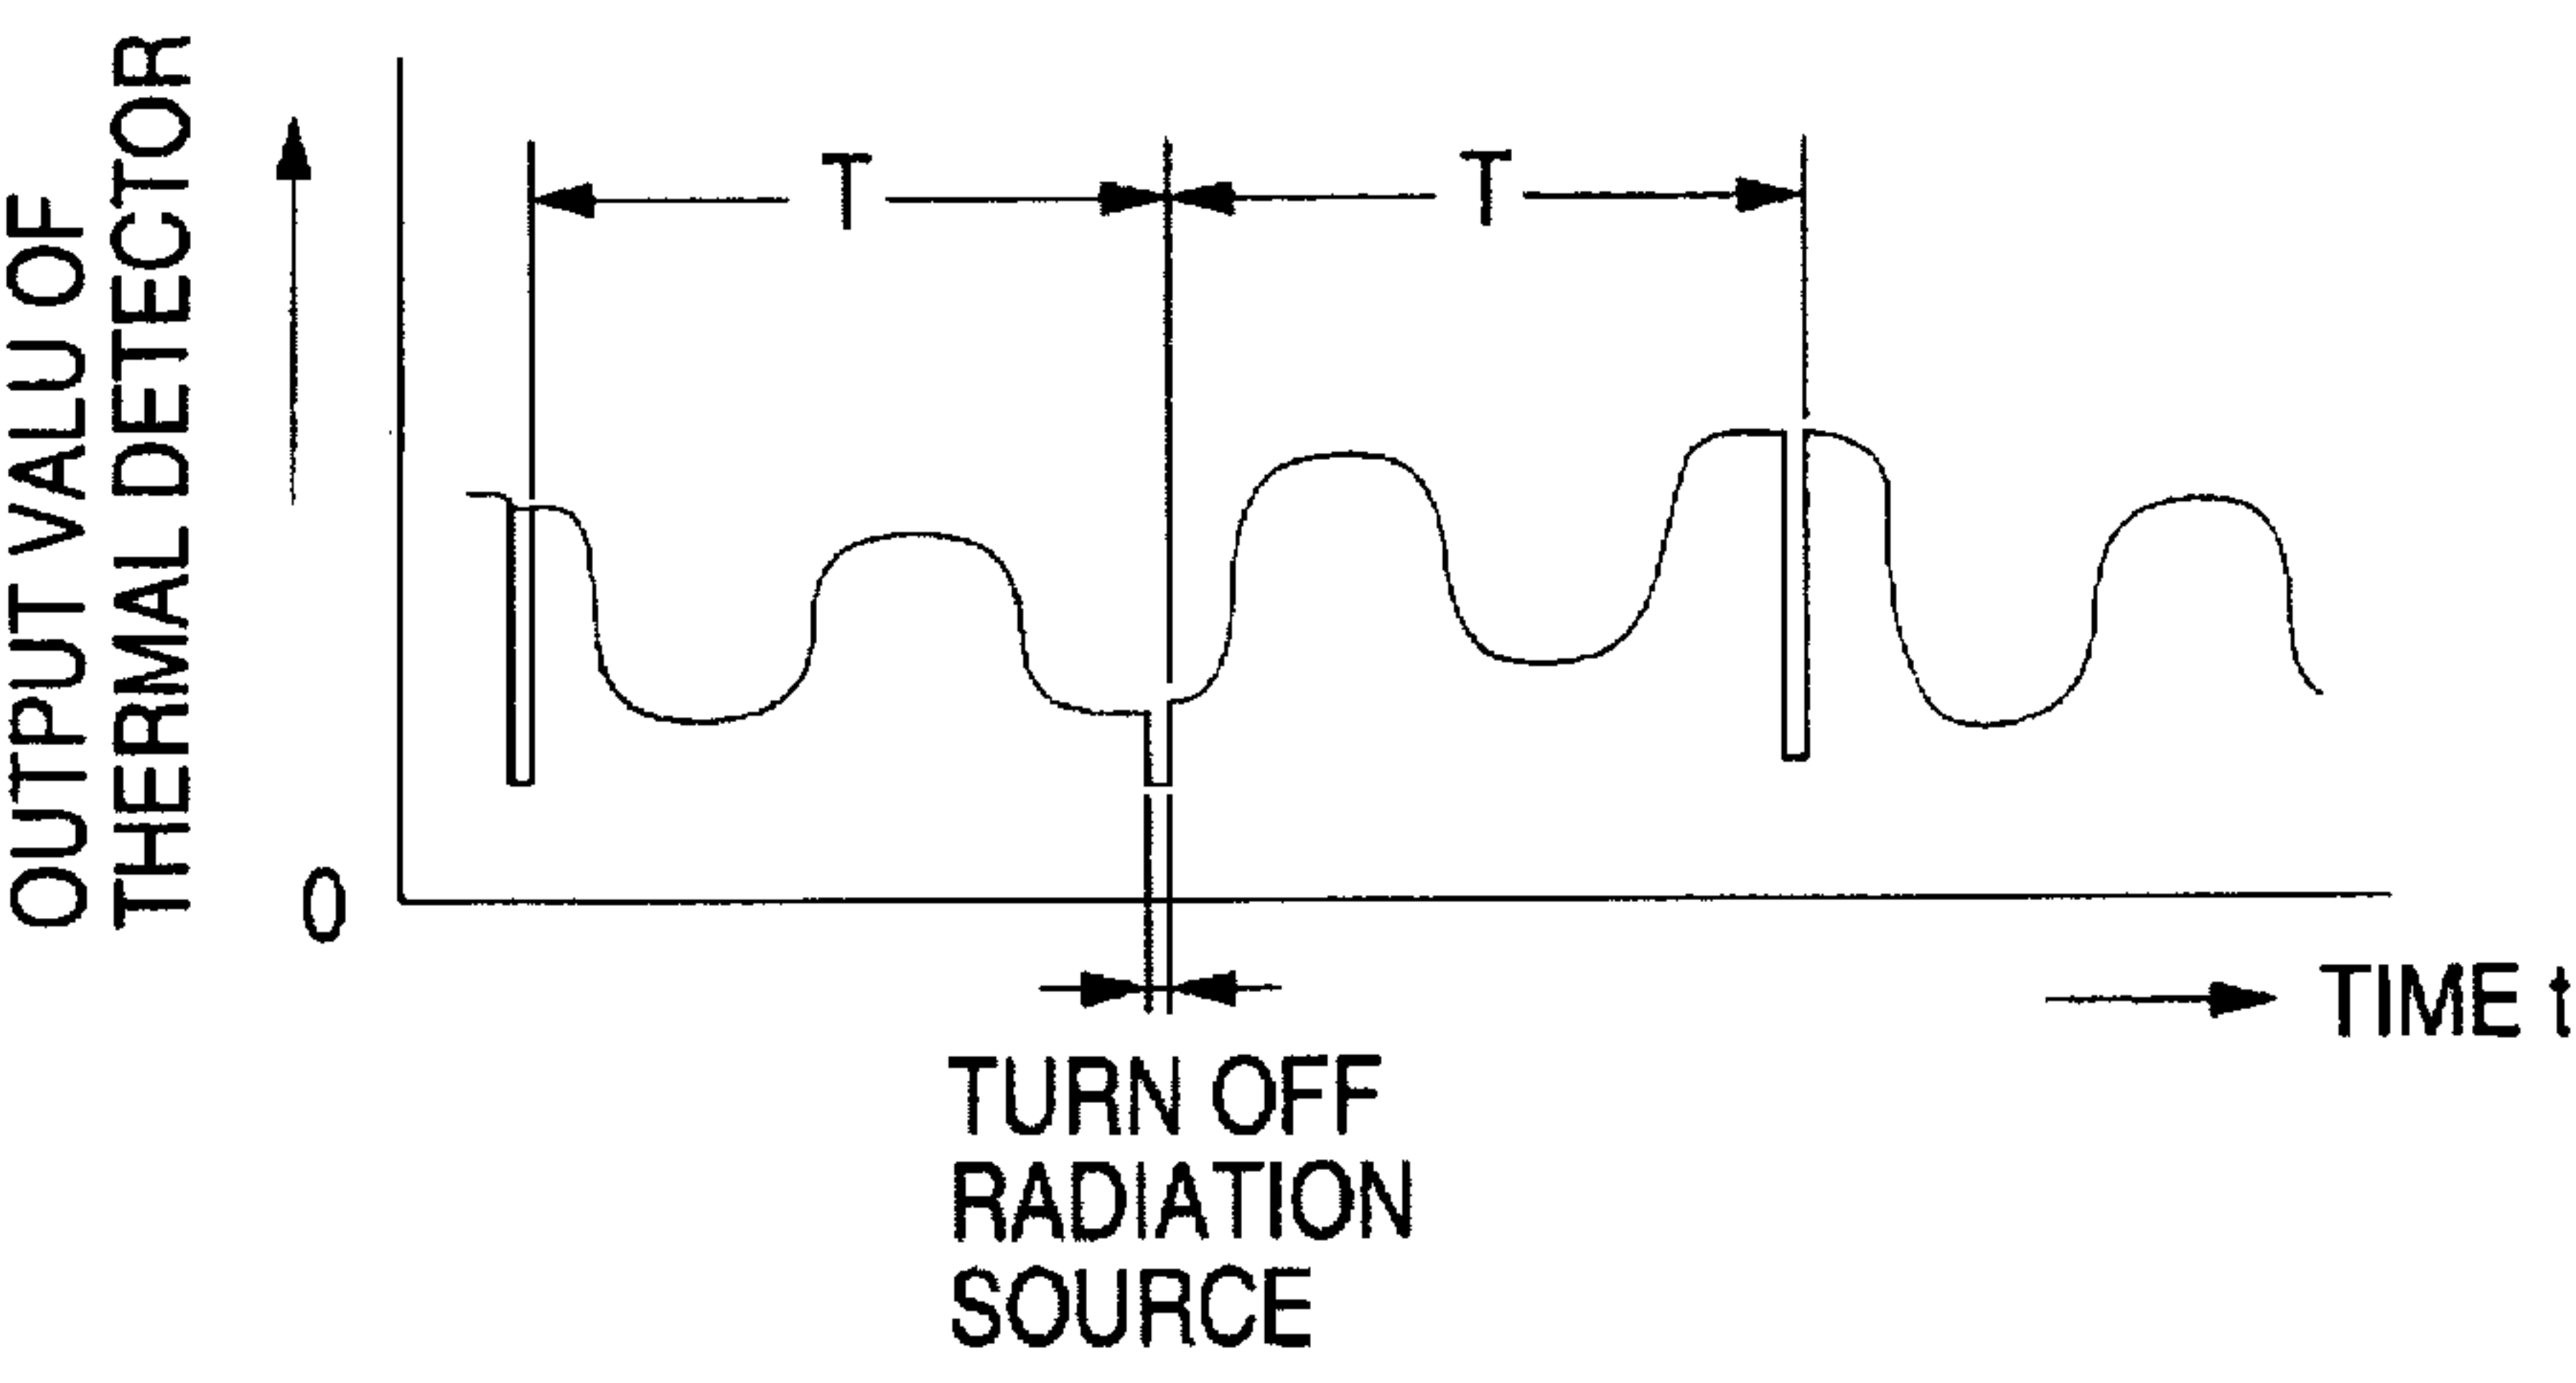 OUTPUT VALU OF
THERMAL DETECTOR
T
T
0
TIME t
TURN OFF
RADIATION
SOURCE